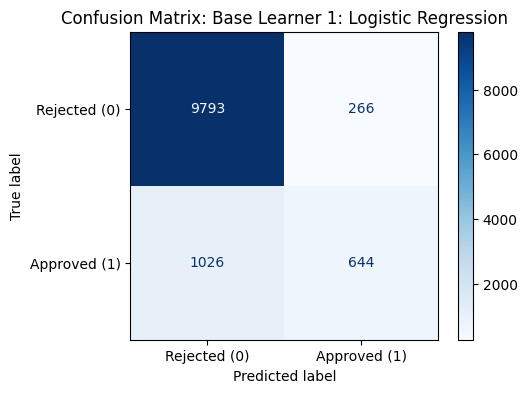 Confusion Matrix: Base Learner 1: Logistic Regression
True label
Rejected (0)
9793
266
Approved (1)
1026
644
Rejected (0)
Approved (1)
Predicted label
8000
6000
4000
2000